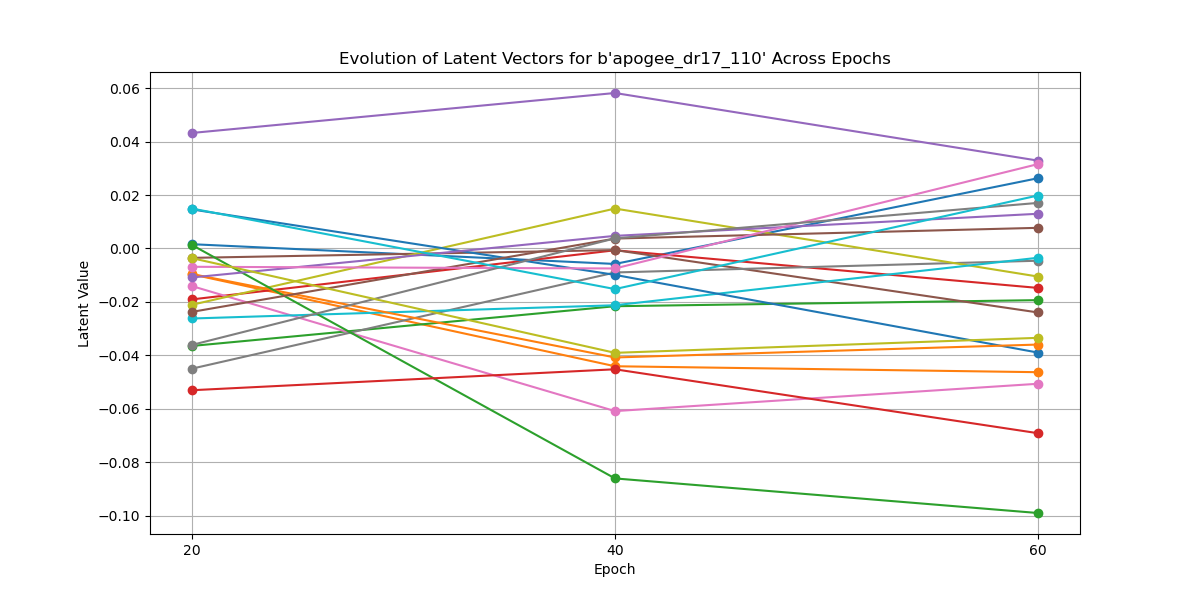 Evolution of Latent Vectors for b'apogee_dr17_110' Across Epochs
0.06
0.04
0.02
0.00
−0.02
−0.04
−0.06
−0.08
−0.10
Latent Value
20 40 60
Epoch